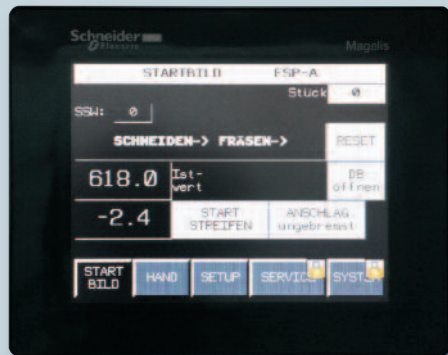 Schneider
Electric
Magelis
STARTBILD FSP-A
Stück 0
SSW: 0
SCHNEIDEN-> FRÄSEN-> RESET
618.0 Ist-wert DB öffnen
-2.4 START STREIFEN ANSCHLAG ungebremst
START BILD HAND SETUP SERVICE SYSTEM